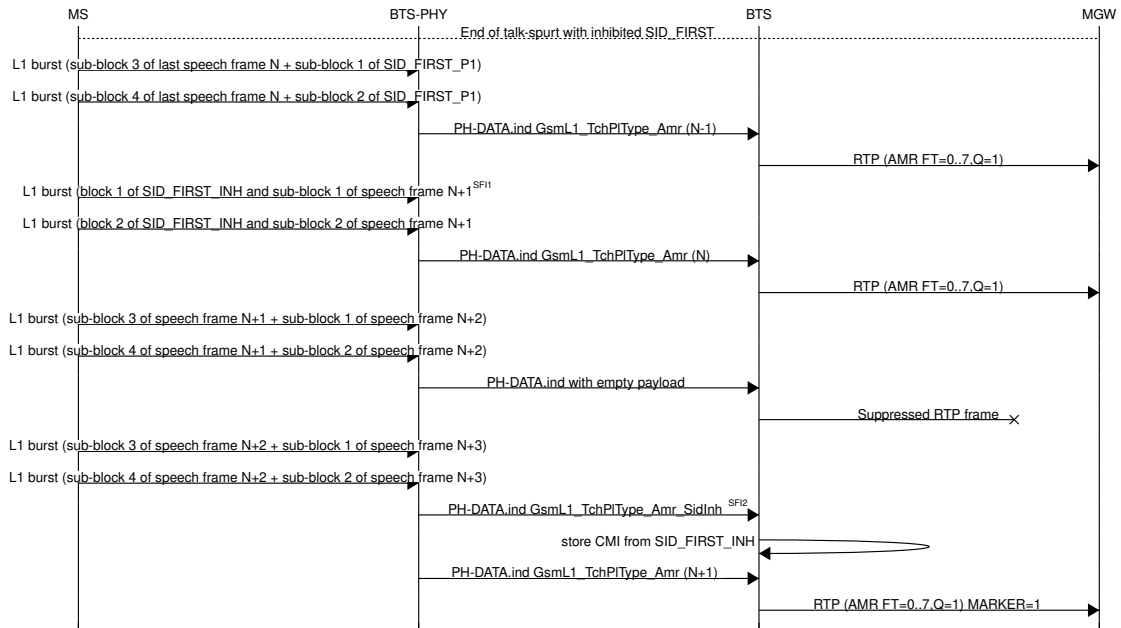 MS BTS-PHY BTS MGW
End of talk-spurt with inhibited SID_FIRST
L1 burst (sub-block 3 of last speech frame N + sub-block 1 of SID_FIRST_P1)
L1 burst (sub-block 4 of last speech frame N + sub-block 2 of SID_FIRST_P1)
PH-DATA.ind GsmL1_TchPlType_Amr (N-1)
RTP (AMR FT=0..7,Q=1)
L1 burst (block 1 of SID_FIRST_INH and sub-block 1 of speech frame N+1 SFI1
L1 burst (block 2 of SID_FIRST_INH and sub-block 2 of speech frame N+1
PH-DATA.ind GsmL1_TchPlType_Amr (N)
RTP (AMR FT=0..7,Q=1)
L1 burst (sub-block 3 of speech frame N+1 + sub-block 1 of speech frame N+2)
L1 burst (sub-block 4 of speech frame N+1 + sub-block 2 of speech frame N+2)
PH-DATA.ind with empty payload
Suppressed RTP frame
L1 burst (sub-block 3 of speech frame N+2 + sub-block 1 of speech frame N+3)
L1 burst (sub-block 4 of speech frame N+2 + sub-block 2 of speech frame N+3)
PH-DATA.ind GsmL1_TchPlType_Amr_SidInh SFI2
store CMI from SID_FIRST_INH
PH-DATA.ind GsmL1_TchPlType_Amr (N+1)
RTP (AMR FT=0..7,Q=1) MARKER=1